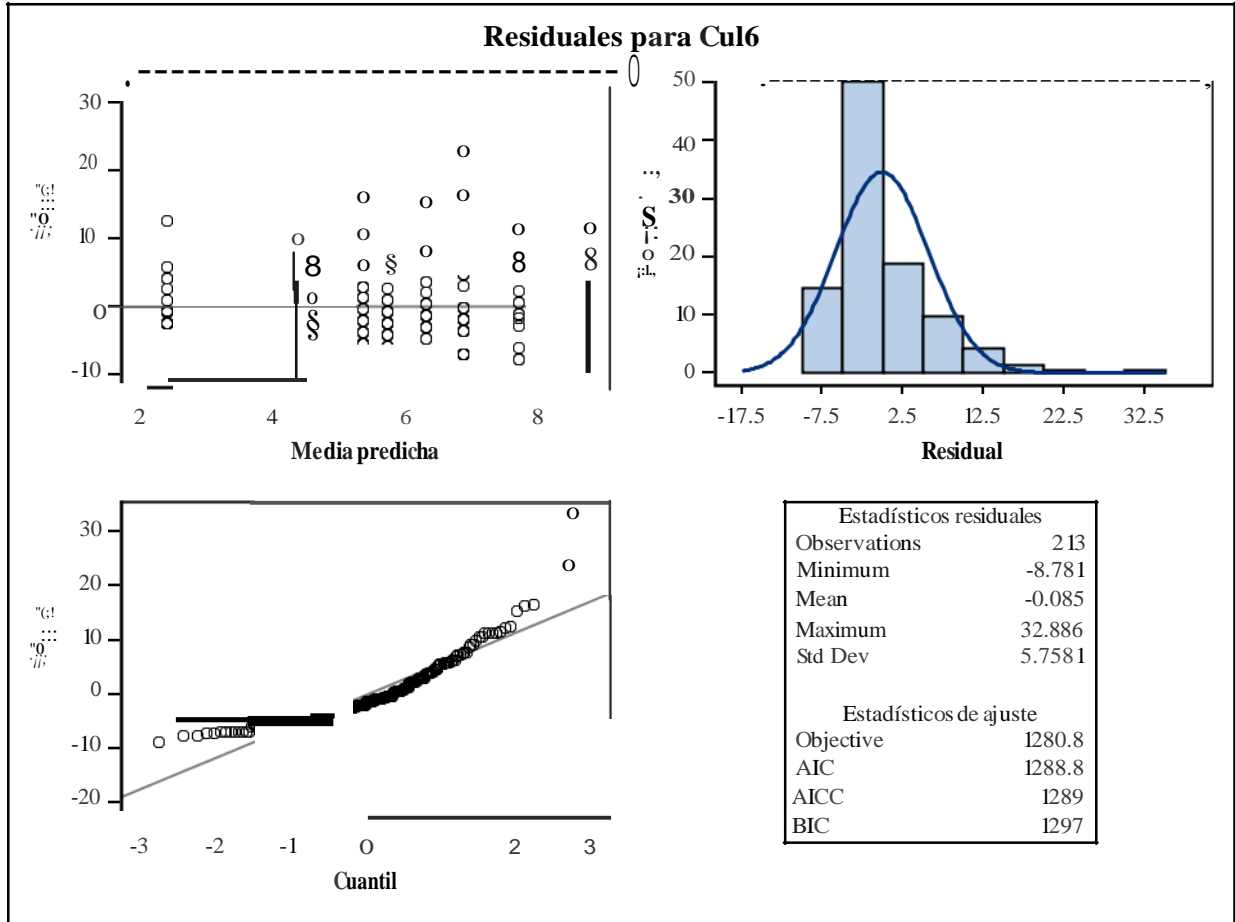 Residuales para Cul6
30
20
10
0
-10
2 4 6 8
Media predicha
50
40
30
20
10
0
-17.5 -7.5 2.5 12.5 22.5 32.5
Residual
30
20
10
0
-10
-20
-3 -2 -1 0 2 3
Cuantil
Estadísticos residuales
Observations 213
Minimum -8.781
Mean -0.085
Maximum 32.886
Std Dev 5.7581
Estadísticos de ajuste
Objective 1280.8
AIC 1288.8
AICC 1289
BIC 1297